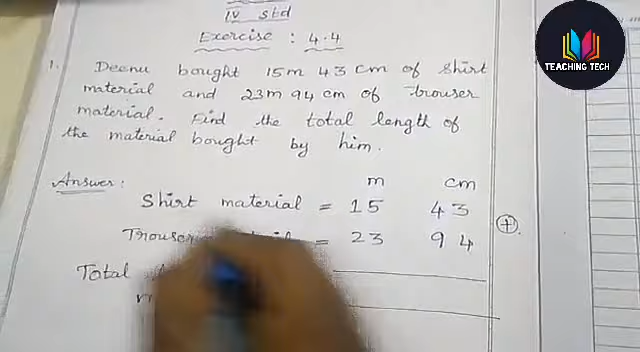 IV std
Exercise : 4.4
1. Deenu bought 15m 43 cm of shirt
material and 23m 94 cm of trouser
material. Find the total length of
the material bought by him.
Answer:
m cm
Shirt material = 15 43
Trouser = 23 94
+
Total
TEACHING TECH